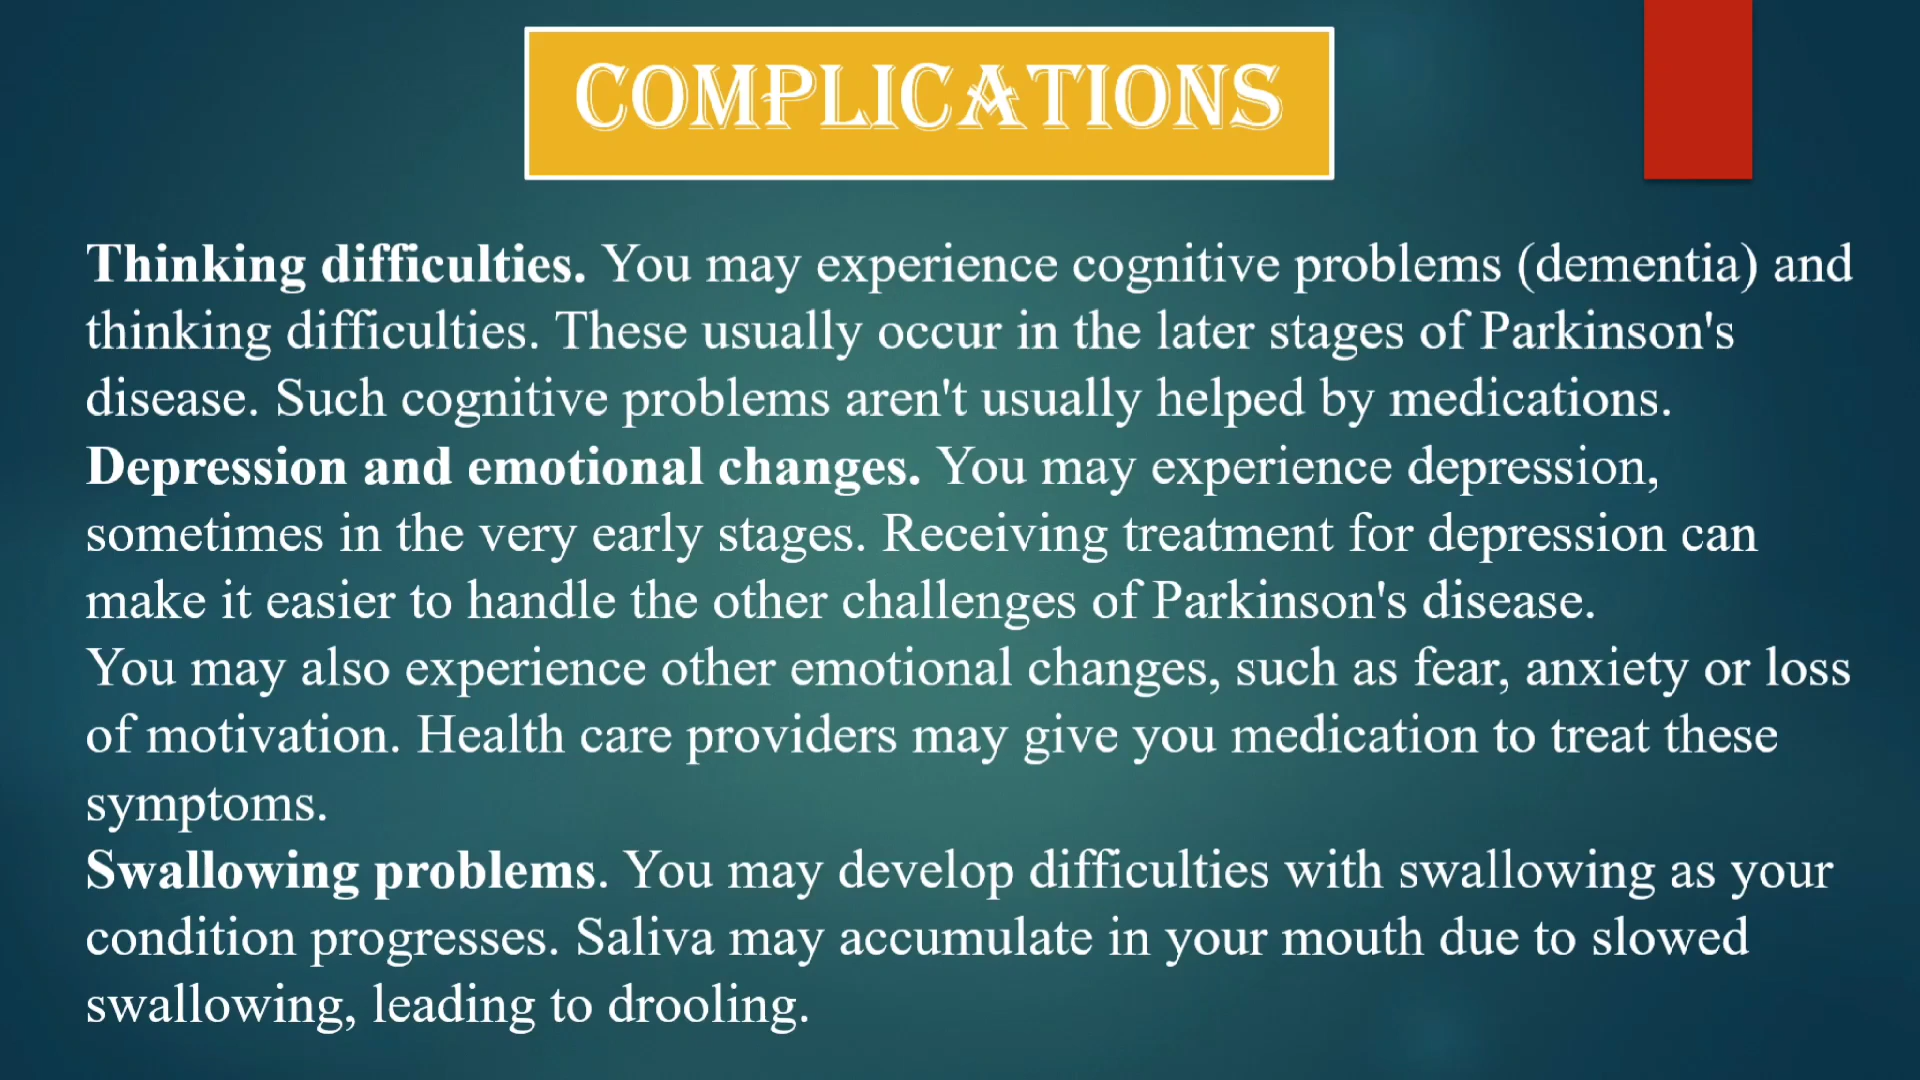 COMPLICATIONS
Thinking difficulties. You may experience cognitive problems (dementia) and
thinking difficulties. These usually occur in the later stages of Parkinson's
disease. Such cognitive problems aren't usually helped by medications.
Depression and emotional changes. You may experience depression,
sometimes in the very early stages. Receiving treatment for depression can
make it easier to handle the other challenges of Parkinson's disease.
You may also experience other emotional changes, such as fear, anxiety or loss
of motivation. Health care providers may give you medication to treat these
symptoms.
Swallowing problems. You may develop difficulties with swallowing as your
condition progresses. Saliva may accumulate in your mouth due to slowed
swallowing, leading to drooling.